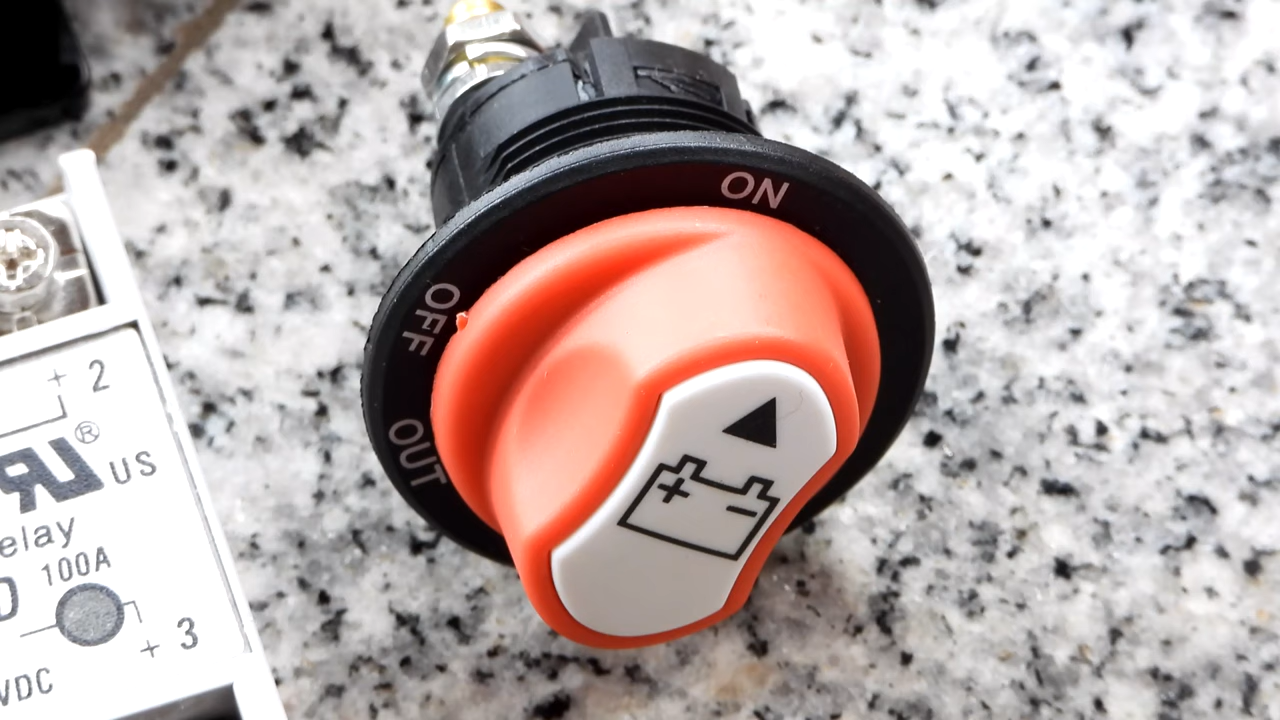 ON
OFF
OUT
+ 2
®
US
elay
D 100A
+ 3
VDC
+ -